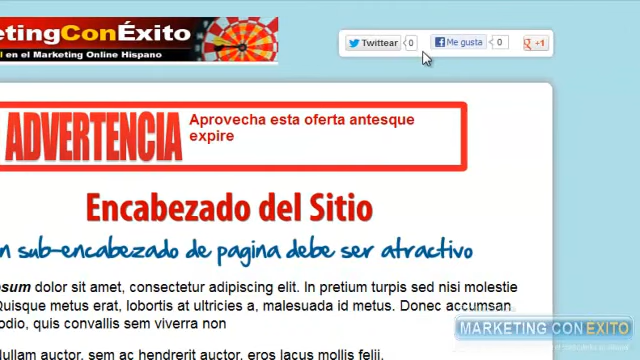 etingConÉxito
l en el Marketing Online Hispano
Twittear 0 Me gusta 0 +1
ADVERTENCIA
Aprovecha esta oferta antesque
expire
Encabezado del Sitio
n sub-encabezado de pagina debe ser atractivo
psum dolor sit amet, consectetur adipiscing elit. In pretium turpis sed nisi molestie
Quisque metus erat, lobortis at ultricies a, malesuada id metus. Donec accumsan
odio, quis convallis sem viverra non
MARKETING CON EXITO
Nullam auctor, sem ac hendrerit auctor, eros lacus mollis feli.